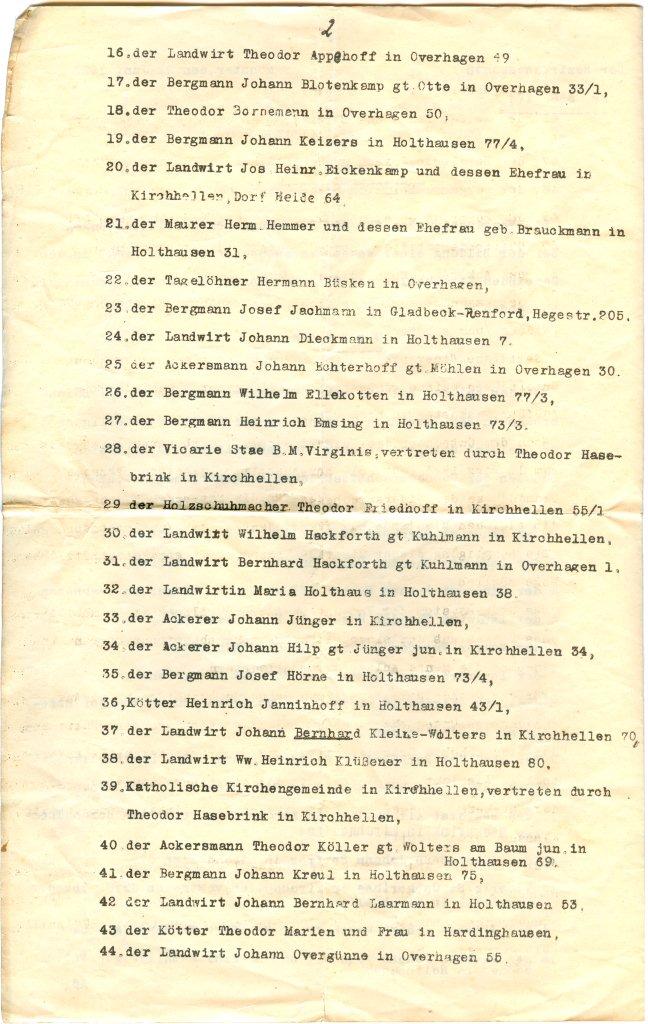 2
16.der Landwirt Theodor Appehoff in Overhagen 49
17.der Bergmann Johann Blotenkamp gt.Otte in Overhagen 33/1,
18.der Theodor Bornemann in Overhagen 50,
19.der Bergmann Johann Keizers in Holthausen 77/4,
20.der Landwirt Jos Heinr.Eickenkamp und dessen Ehefrau in
Kirchhellen,Dorf Heide 64
21.der Maurer Herm.Hemmer und dessen Ehefrau geb.Brauckmann in
Holthausen 31,
22.der Tagelöhner Hermann Büsken in Overhagen,
23.der Bergmann Josef Jachmann in Gladbeck-Renford,Hegestr.205,
24.der Landwirt Johann Dieckmann in Holthausen 7.
25 der Ackersmann Johann Echterhoff gt.Möhlen in Overhagen 30.
26.der Bergmann Wilhelm Ellekotten in Holthausen 77/3,
27.der Bergmann Heinrich Emsing in Holthausen 73/3.
28.der Vicarie Stae B.M.Virginis,vertreten durch Theodor Hase-
brink in Kirchhellen,
29 der Holzschuhmacher Theodor Friedhoff in Kirchhellen 55/1
30.der Landwirt Wilhelm Hackforth gt Kuhlmann in Kirchhellen,
31.der Landwirt Bernhard Hackforth gt.Kuhlmann in Overhagen 1,
32.der Landwirtin Maria Holthaus in Holthausen 38.
33.der Ackerer Johann Jünger in Kirchhellen,
34 der Ackerer Johann Hilp gt Jünger jun.in Kirchhellen 34,
35.der Bergmann Josef Hörne in Holthausen 73/4,
36,Kötter Heinrich Janninhoff in Holthausen 43/1,
37 der Landwirt Johann Bernhard Kleine-Wolters in Kirchhellen 70,
38.der Landwirt Ww.Heinrich Klüßener in Holthausen 80.
39.Katholische Kirchengemeinde in Kirchhellen,vertreten durch
Theodor Hasebrink in Kirchhellen,
40 der Ackersmann Theodor Köller gt.Wolters am Baum jun.in
Holthausen 69.
41.der Bergmann Johann Kreul in Holthausen 75,
42 der Landwirt Johann Bernhard Laarmann in Holthausen 53.
43 der Kötter Theodor Marien und Frau in Hardinghausen,
44.der Landwirt Johann Overgünne in Overhagen 55.